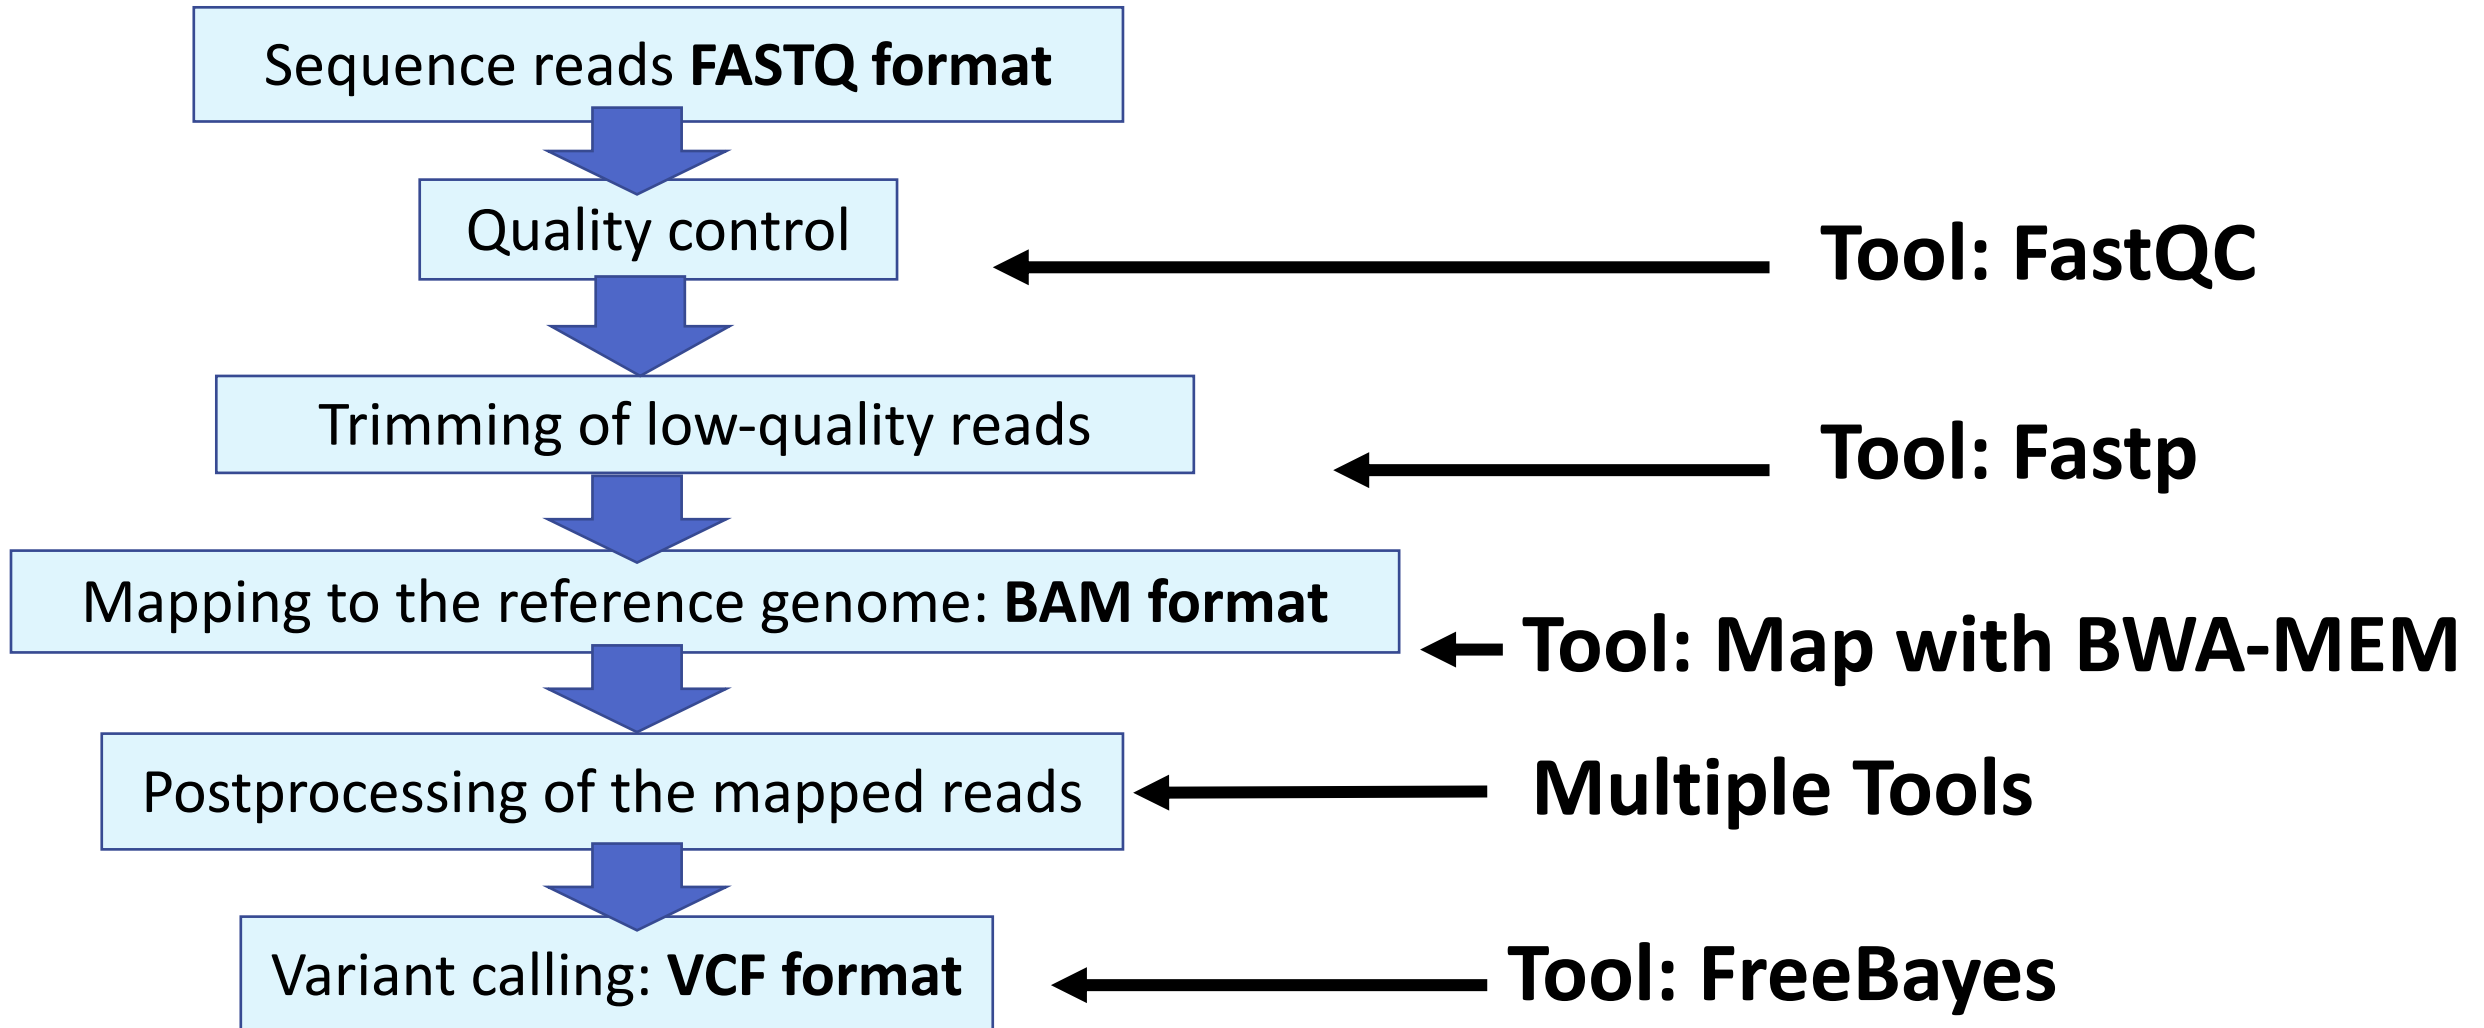 Sequence reads FASTQ format
Quality control
Tool: FastQC
Trimming of low-quality reads
Tool: Fastp
Mapping to the reference genome: BAM format
Tool: Map with BWA-MEM
Postprocessing of the mapped reads
Multiple Tools
Variant calling: VCF format
Tool: FreeBayes